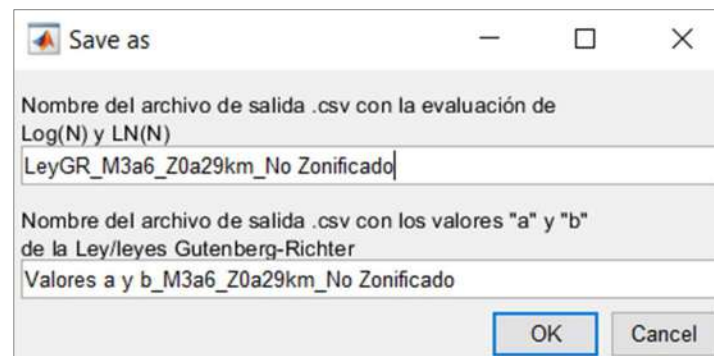 Save as
Nombre del archivo de salida .csv con la evaluación de
Log(N) y LN(N)
LeyGR_M3a6_Z0a29km_No Zonificado
Nombre del archivo de salida .csv con los valores "a" y "b"
de la Ley/leyes Gutenberg-Richter
Valores a y b_M3a6_Z0a29km_No Zonificado
OK Cancel